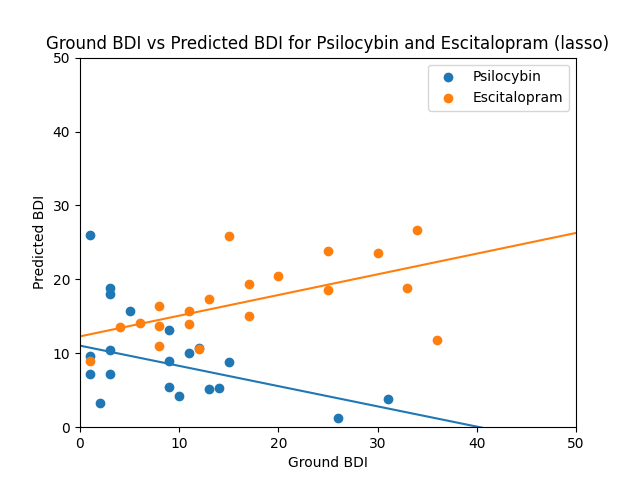 Ground BDI vs Predicted BDI for Psilocybin and Escitalopram (lasso)
50
40
30
20
10
0
Predicted BDI
Psilocybin
Escitalopram
0 10 20 30 40 50
Ground BDI